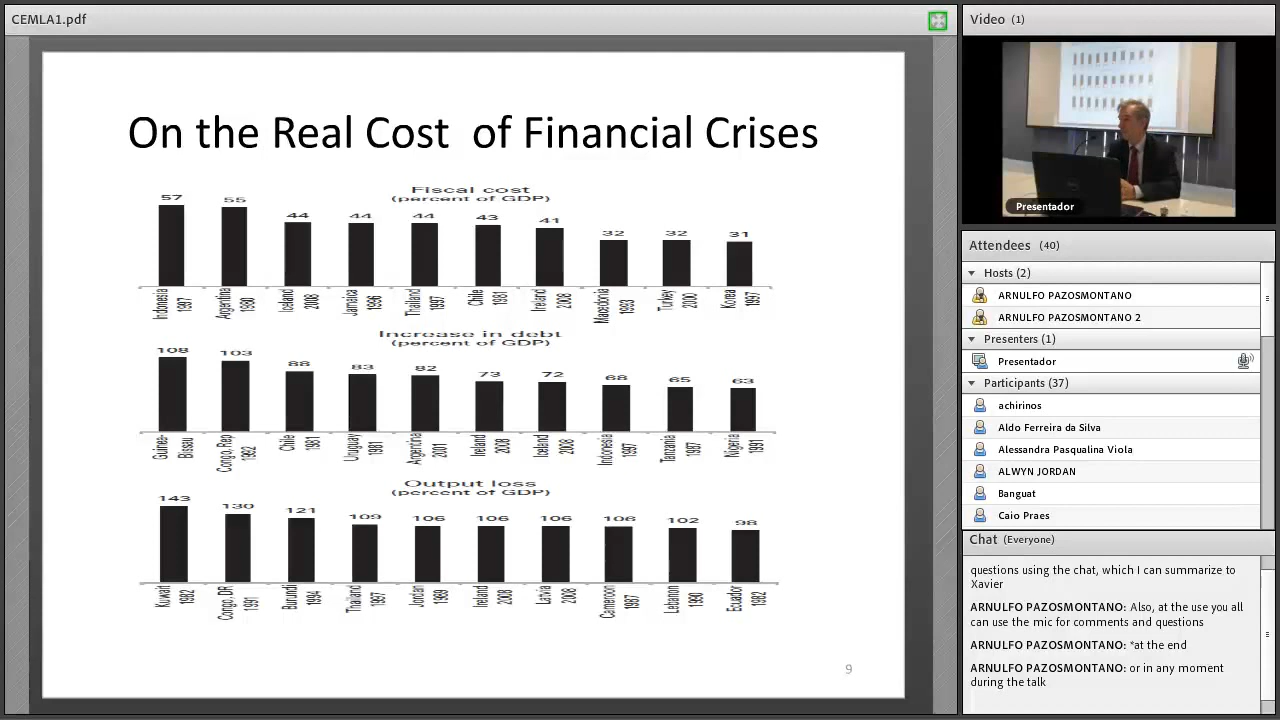 CEMLA1.pdf
On the Real Cost of Financial Crises
Fiscal cost
(percent of GDP)
57 55 44 44 44 43 41 32 32 31
Indonesia 1997
Argentina 1980
Iceland 2008
Jamaica 1996
Thailand 1997
Chile 1981
Ireland 2008
Macedonia 1993
Turkey 2000
Korea 1997
Increase in debt
(percent of GDP)
108 103 88 83 82 73 72 68 65 63
Guinea-Bissau
Congo, Rep 1992
Chile 1981
Uruguay 1981
Argentina 2001
Ireland 2008
Iceland 2008
Indonesia 1997
Tanzania 1987
Nigeria 1991
Output loss
(percent of GDP)
143 130 121 109 106 106 106 106 102 98
Kuwait 1982
Congo, DR 1991
Burundi 1994
Thailand 1997
Jordan 1989
Ireland 2008
Latvia 2008
Cameroon 1987
Lebanon 1990
Ecuador 1982
9
Video (1)
Presentador
Attendees (40)
Hosts (2)
ARNULFO PAZOSMONTANO
ARNULFO PAZOSMONTANO 2
Presenters (1)
Presentador
Participants (37)
achirinos
Aldo Ferreira da Silva
Alessandra Pasqualina Viola
ALWYN JORDAN
Banguat
Caio Praes
Chat (Everyone)
questions using the chat, which I can summarize to
Xavier
ARNULFO PAZOSMONTANO: Also, at the use you all
can use the mic for comments and questions
ARNULFO PAZOSMONTANO: *at the end
ARNULFO PAZOSMONTANO: or in any moment
during the talk